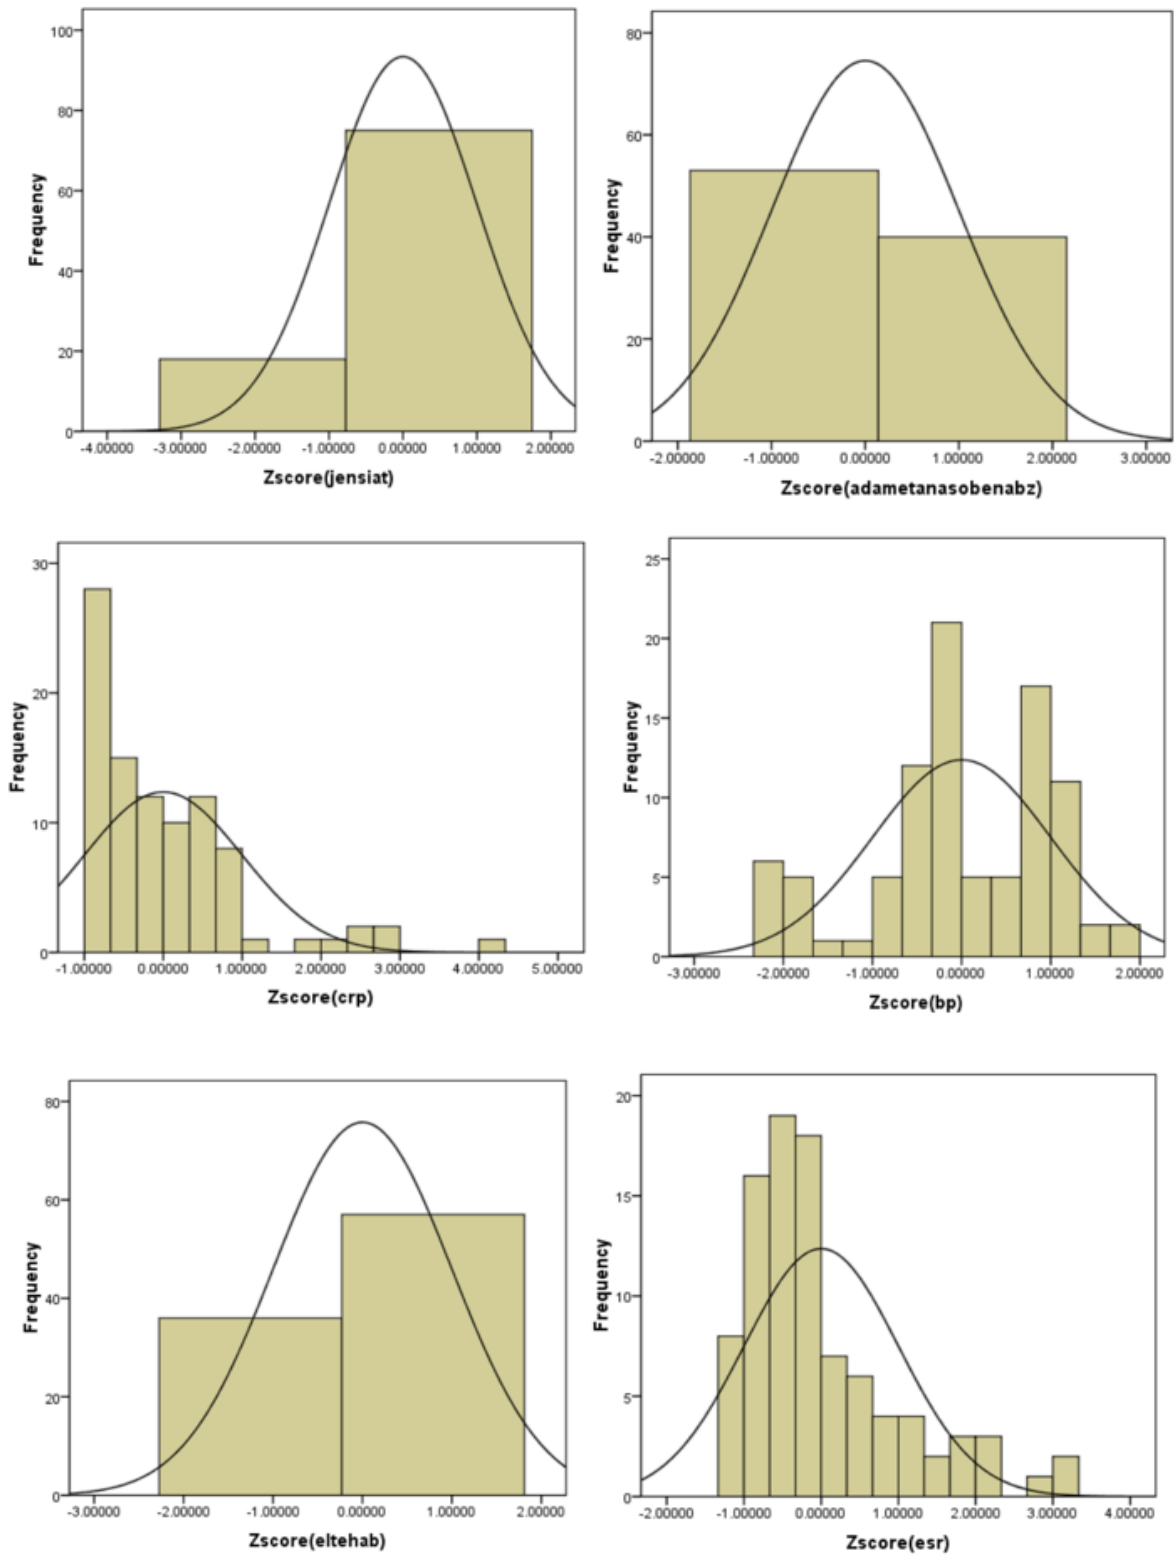 100
80
60
40
20
0
Frequency
-4.00000 -3.00000 -2.00000 -1.00000 0.00000 1.00000 2.00000
Zscore(jensiat)
80
60
40
20
0
Frequency
-2.00000 -1.00000 0.00000 1.00000 2.00000 3.00000
Zscore(adametanasobenabz)
30
20
10
0
Frequency
-1.00000 0.00000 1.00000 2.00000 3.00000 4.00000 5.00000
Zscore(crp)
25
20
15
10
5
0
Frequency
-3.00000 -2.00000 -1.00000 0.00000 1.00000 2.00000
Zscore(bp)
80
60
40
20
0
Frequency
-3.00000 -2.00000 -1.00000 0.00000 1.00000 2.00000
Zscore(eltehab)
20
15
10
5
0
Frequency
-2.00000 -1.00000 0.00000 1.00000 2.00000 3.00000 4.00000
Zscore(esr)